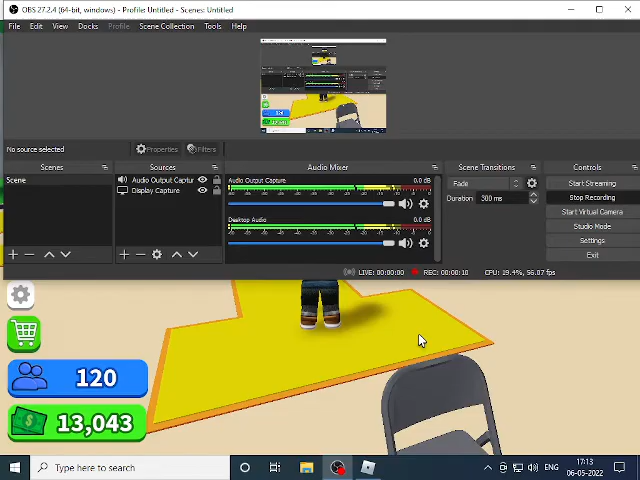 OBS 27.2.4 (64-bit, windows) - Profile: Untitled - Scenes: Untitled
File Edit View Docks Profile Scene Collection Tools Help
No source selected
Properties Filters
Scenes Sources Audio Mixer Scene Transitions Controls
Scene
Audio Output Captur
Display Capture
Audio Output Capture 0.0 dB
Desktop Audio 0.0 dB
Fade
Duration 300 ms
Start Streaming
Stop Recording
Start Virtual Camera
Studio Mode
Settings
Exit
LIVE: 00:00:00 REC: 00:00:10 CPU: 19.4%, 56.07 fps
120
13,043
Type here to search
ENG
17:13
06-05-2022